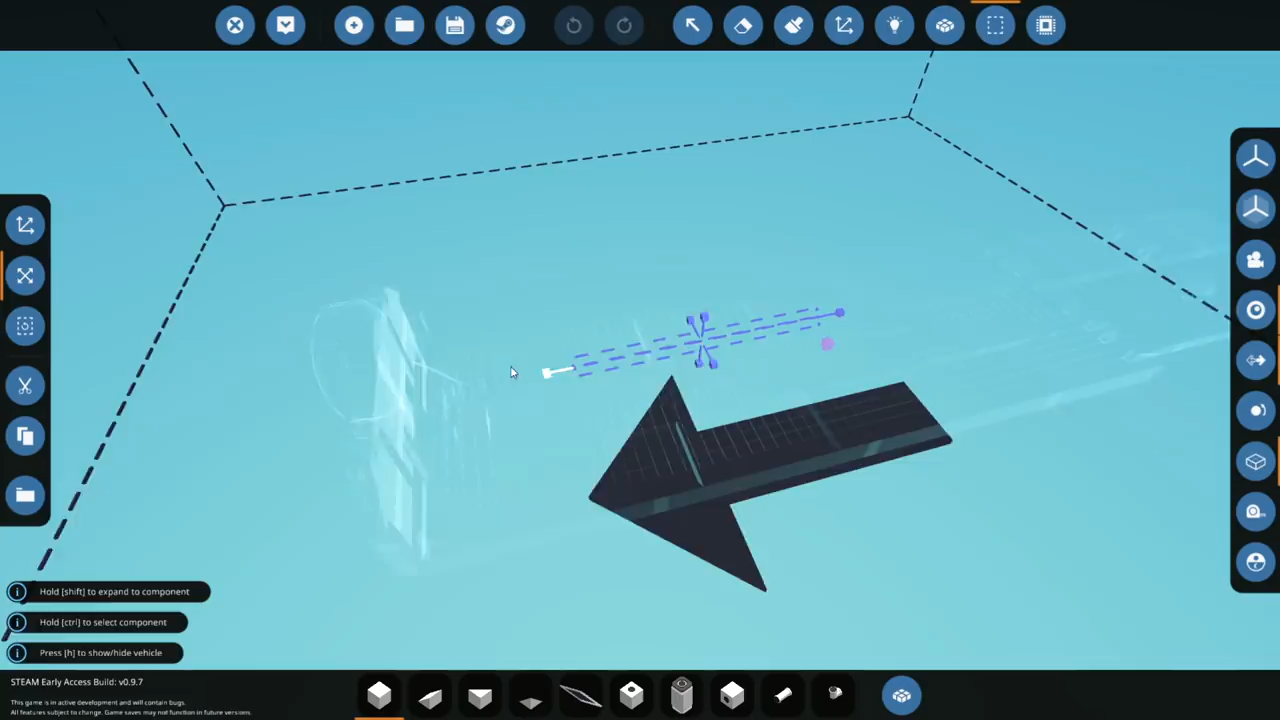 Hold [shift] to expand to component
Hold [ctrl] to select component
Press [h] to show/hide vehicle
STEAM Early Access Build: v0.9.7
This game is in active development and will contain bugs.
All features subject to change. Game saves may not function in future versions.